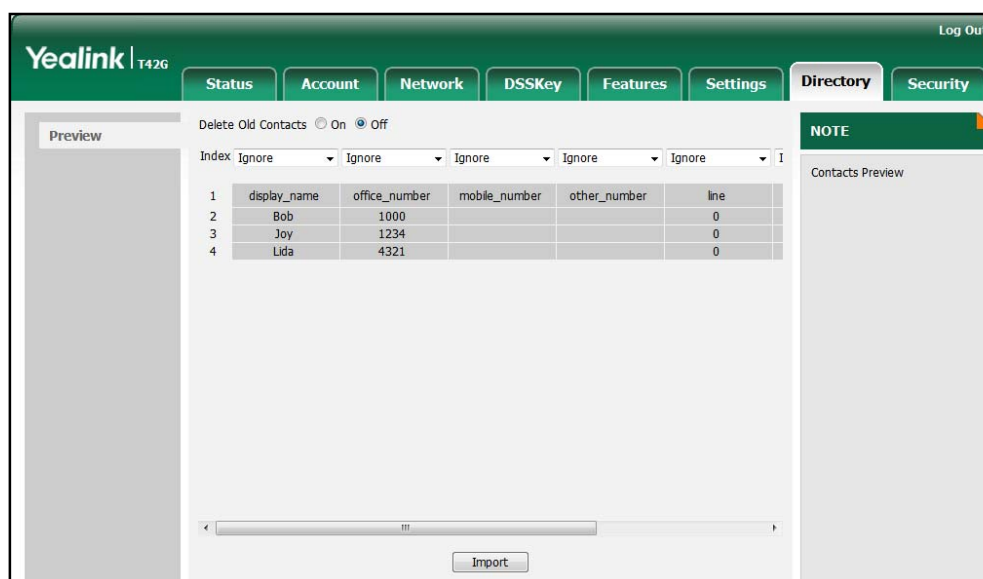 Log Ou
Yealink | T42G
Status Account Network DSSKey Features Settings Directory Security
Preview
Delete Old Contacts On Off
Index Ignore Ignore Ignore Ignore Ignore I
1 display_name office_number mobile_number other_number line
2 Bob 1000 0
3 Joy 1234 0
4 Lida 4321 0
Import
NOTE
Contacts Preview